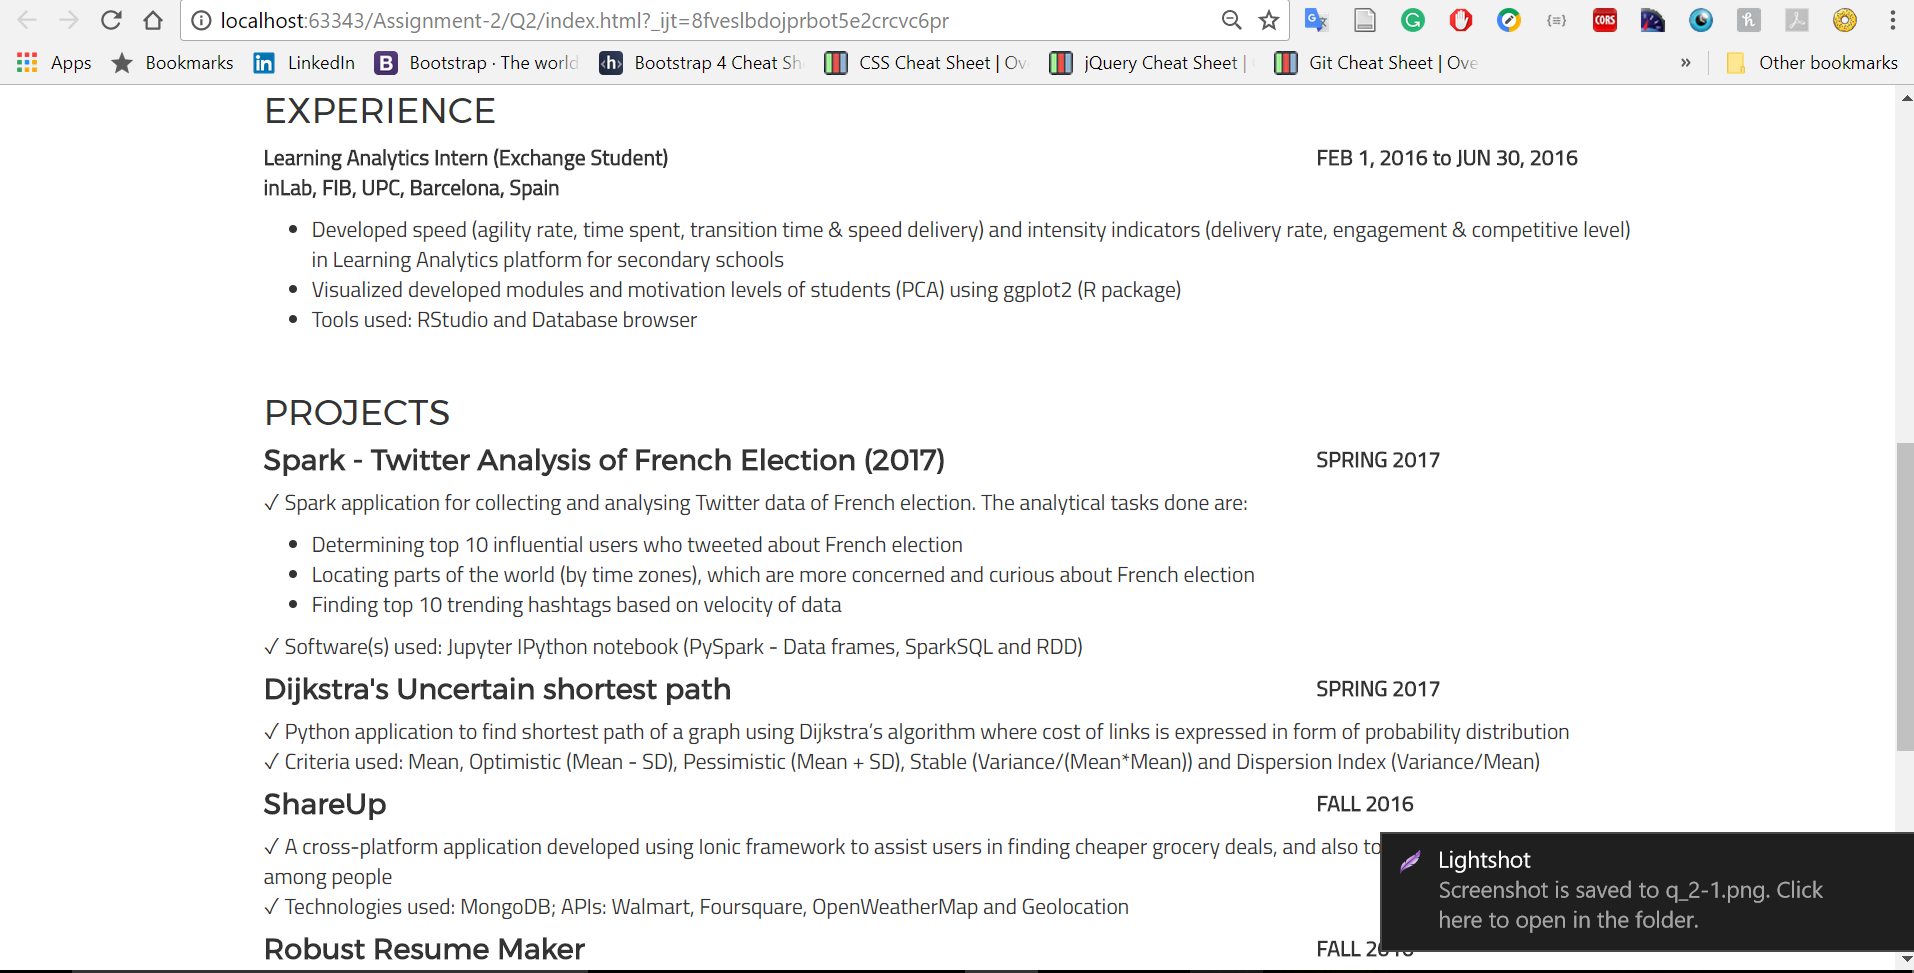 localhost:63343/Assignment-2/Q2/index.html?_ijt=8fveslbdojprbot5e2crcvc6pr
Apps Bookmarks LinkedIn Bootstrap · The world Bootstrap 4 Cheat Sh CSS Cheat Sheet | Ov jQuery Cheat Sheet | Git Cheat Sheet | Ove » Other bookmarks
EXPERIENCE
Learning Analytics Intern (Exchange Student) FEB 1, 2016 to JUN 30, 2016
inLab, FIB, UPC, Barcelona, Spain
• Developed speed (agility rate, time spent, transition time & speed delivery) and intensity indicators (delivery rate, engagement & competitive level)
in Learning Analytics platform for secondary schools
• Visualized developed modules and motivation levels of students (PCA) using ggplot2 (R package)
• Tools used: RStudio and Database browser
PROJECTS
Spark - Twitter Analysis of French Election (2017) SPRING 2017
✓ Spark application for collecting and analysing Twitter data of French election. The analytical tasks done are:
• Determining top 10 influential users who tweeted about French election
• Locating parts of the world (by time zones), which are more concerned and curious about French election
• Finding top 10 trending hashtags based on velocity of data
✓ Software(s) used: Jupyter IPython notebook (PySpark - Data frames, SparkSQL and RDD)
Dijkstra's Uncertain shortest path SPRING 2017
✓ Python application to find shortest path of a graph using Dijkstra’s algorithm where cost of links is expressed in form of probability distribution
✓ Criteria used: Mean, Optimistic (Mean - SD), Pessimistic (Mean + SD), Stable (Variance/(Mean*Mean)) and Dispersion Index (Variance/Mean)
ShareUp FALL 2016
✓ A cross-platform application developed using Ionic framework to assist users in finding cheaper grocery deals, and also to
among people
✓ Technologies used: MongoDB; APIs: Walmart, Foursquare, OpenWeatherMap and Geolocation
Robust Resume Maker FALL 2016
Lightshot
Screenshot is saved to q_2-1.png. Click
here to open in the folder.